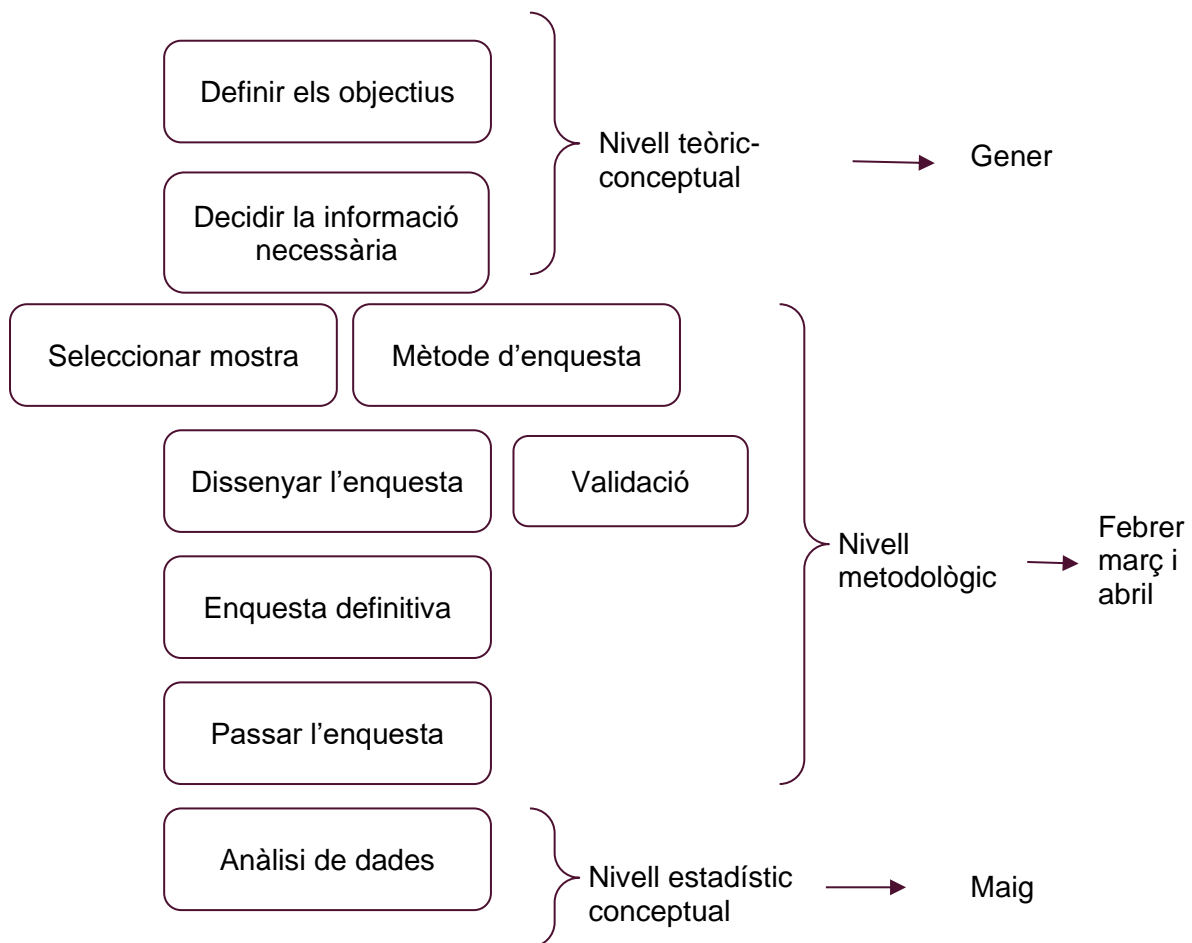 Definir els objectius
Nivell teòric-
conceptual
Gener
Decidir la informació
necessària
Seleccionar mostra
Mètode d’enquesta
Dissenyar l’enquesta
Validació
Nivell
metodològic
Febrer
març i
abril
Enquesta definitiva
Passar l’enquesta
Anàlisi de dades
Nivell estadístic
conceptual
Maig